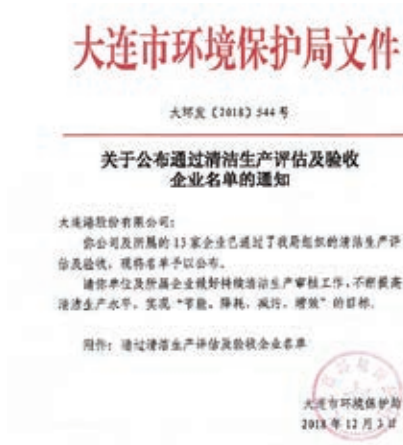 大连市环境保护局文件
大环发〔2018〕544号
关于公布通过清洁生产评估及验收
企业名单的通知
大连港股份有限公司：
你公司及所属的13家企业已通过了我局组织的清洁生产评
估及验收，现将名单予以公布。
请你单位及所属企业做好持续清洁生产审核工作，不断提高
清洁生产水平，实现“节能、降耗、减污、增效”的目标。
附件：通过清洁生产评估及验收企业名单
大连市环境保护局
2018年12月3日